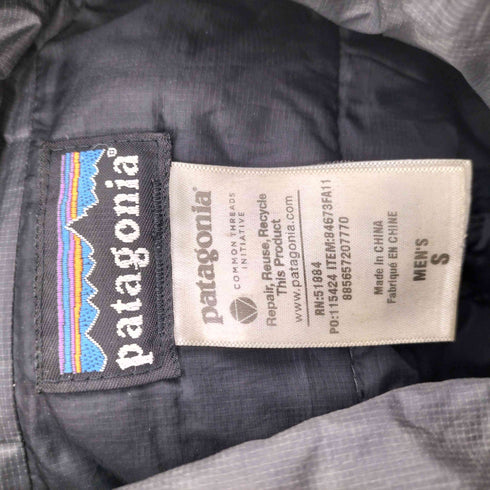 patagonia®
patagonia®
COMMON THREADS
INITIATIVE
Repair, Reuse, Recycle
This Product
www.patagonia.com
RN:51884
PO:115424 ITEM:84673FA11
885657207770
Made in CHINA
Fabriqué EN CHINE
MEN'S
S